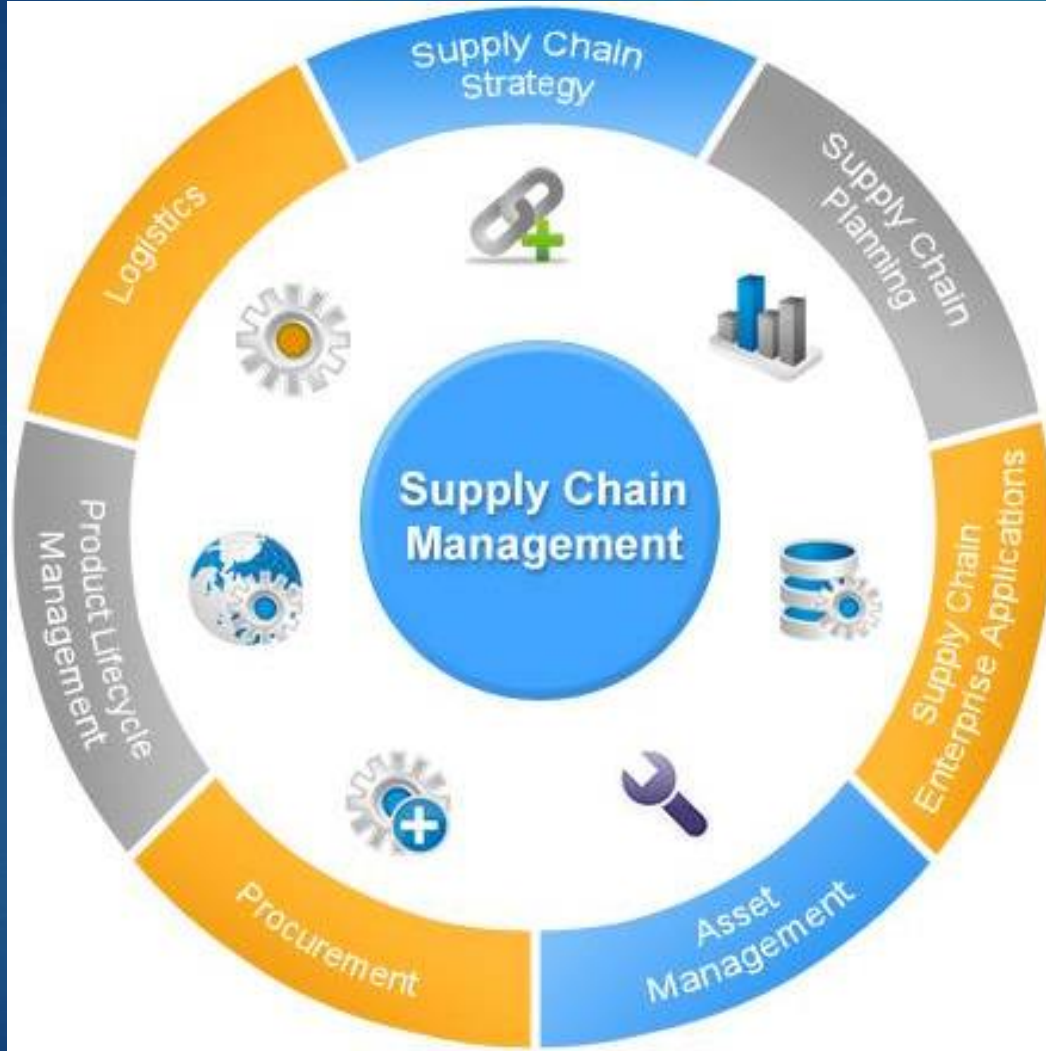 Supply Chain
Strategy
Supply Chain
Planning
Supply Chain
Enterprise Applications
Asset
Management
Procurement
Product Lifecycle
Management
Logistics
Supply Chain
Management